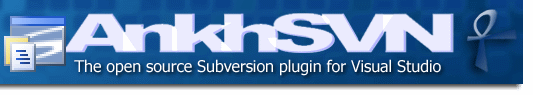 AnkhSVN
The open source Subversion plugin for Visual Studio